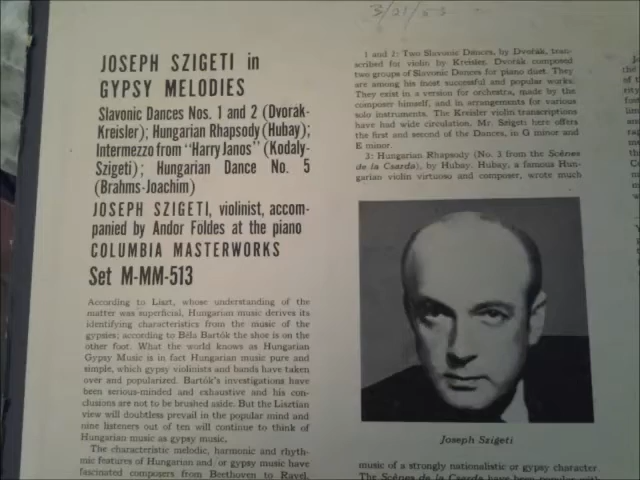 3/21/53
JOSEPH SZIGETI in
GYPSY MELODIES
Slavonic Dances Nos. 1 and 2 (Dvorak-
Kreisler); Hungarian Rhapsody (Hubay);
Intermezzo from "Harry Janos" (Kodaly-
Szigeti); Hungarian Dance No. 5
(Brahms-Joachim)
JOSEPH SZIGETI, violinist, accom-
panied by Andor Foldes at the piano
COLUMBIA MASTERWORKS
Set M-MM-513
According to Liszt, whose understanding of the
matter was superficial, Hungarian music derives its
identifying characteristics from the music of the
gypsies; according to Béla Bartók the shoe is on the
other foot. What the world knows as Hungarian
Gypsy Music is in fact Hungarian music pure and
simple, which gypsy violinists and bands have taken
over and popularized. Bartók's investigations have
been serious-minded and exhaustive and his con-
clusions are not to be brushed aside. But the Lisztian
view will doubtless prevail in the popular mind and
nine listeners out of ten will continue to think of
Hungarian music as gypsy music.
The characteristic melodic, harmonic and rhyth-
mic features of Hungarian and or gypsy music have
fascinated composers from Beethoven to Ravel.
1 and 2: Two Slavonic Dances, by Dvořák, tran-
scribed for violin by Kreisler. Dvořák composed
two groups of Slavonic Dances for piano duet. They
are among his most successful and popular works.
They exist in a version for orchestra, made by the
composer himself, and in arrangements for various
solo instruments. The Kreisler violin transcriptions
have had wide circulation. Mr. Szigeti here offers
the first and second of the Dances, in G minor and
E minor.
3: Hungarian Rhapsody (No. 3 from the Scènes
de la Csarda), by Hubay. Hubay, a famous Hun-
garian violin virtuoso and composer, wrote much
Joseph Szigeti
music of a strongly nationalistic or gypsy character.
The Scènes de la Csarda have been popular with